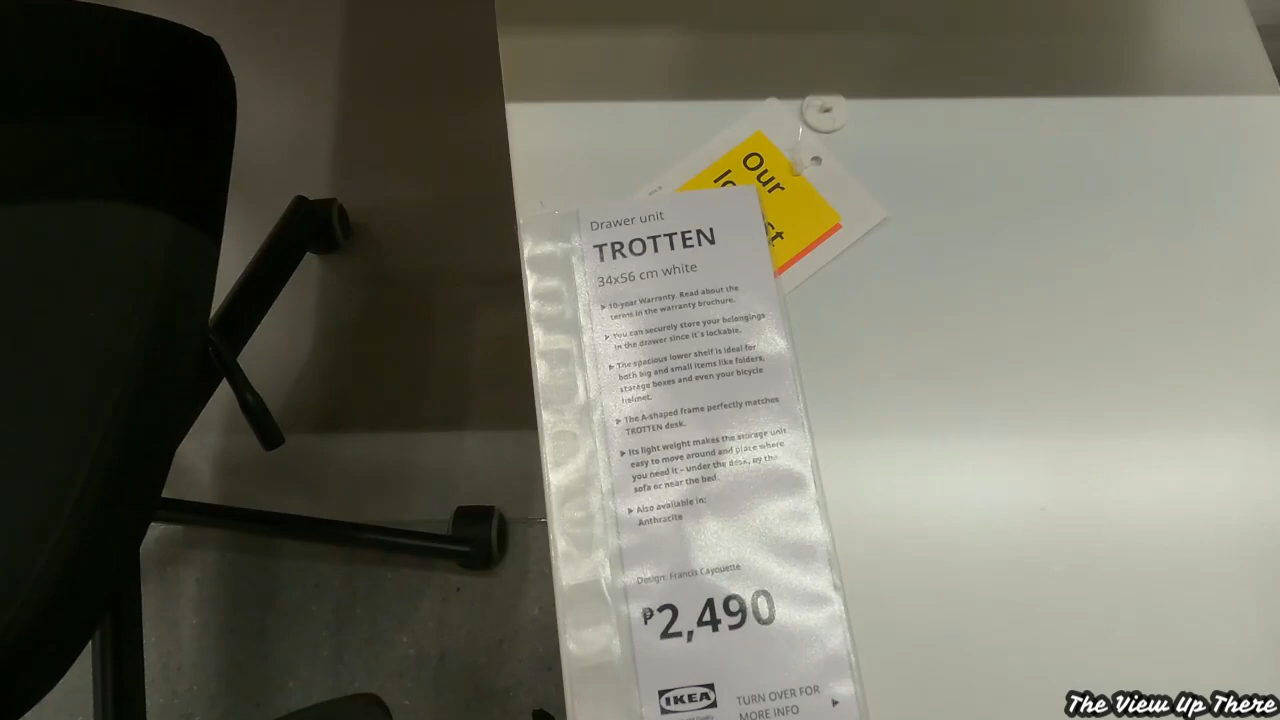 Our
Drawer unit
TROTTEN
34x56 cm white
▸ 10-year Warranty. Read about the
terms in the warranty brochure.
▸ You can securely store your belongings
in the drawer since it's lockable.
▸ The spacious lower shelf is ideal for
both big and small items like folders,
storage boxes and even your bicycle
helmet.
▸ The A-shaped frame perfectly matches
TROTTEN desk.
▸ Its light weight makes the storage unit
easy to move around and place where
you need it – under the desk, by the
sofa or near the bed.
▸ Also available in:
Anthracite
Design: Francis Cayouette
₱2,490
IKEA
TURN OVER FOR
MORE INFO
The View Up There